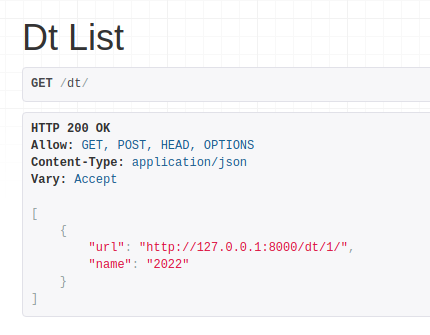 Dt List
GET /dt/
HTTP 200 OK
Allow: GET, POST, HEAD, OPTIONS
Content-Type: application/json
Vary: Accept
[
    {
        "url": "http://127.0.0.1:8000/dt/1/",
        "name": "2022"
    }
]